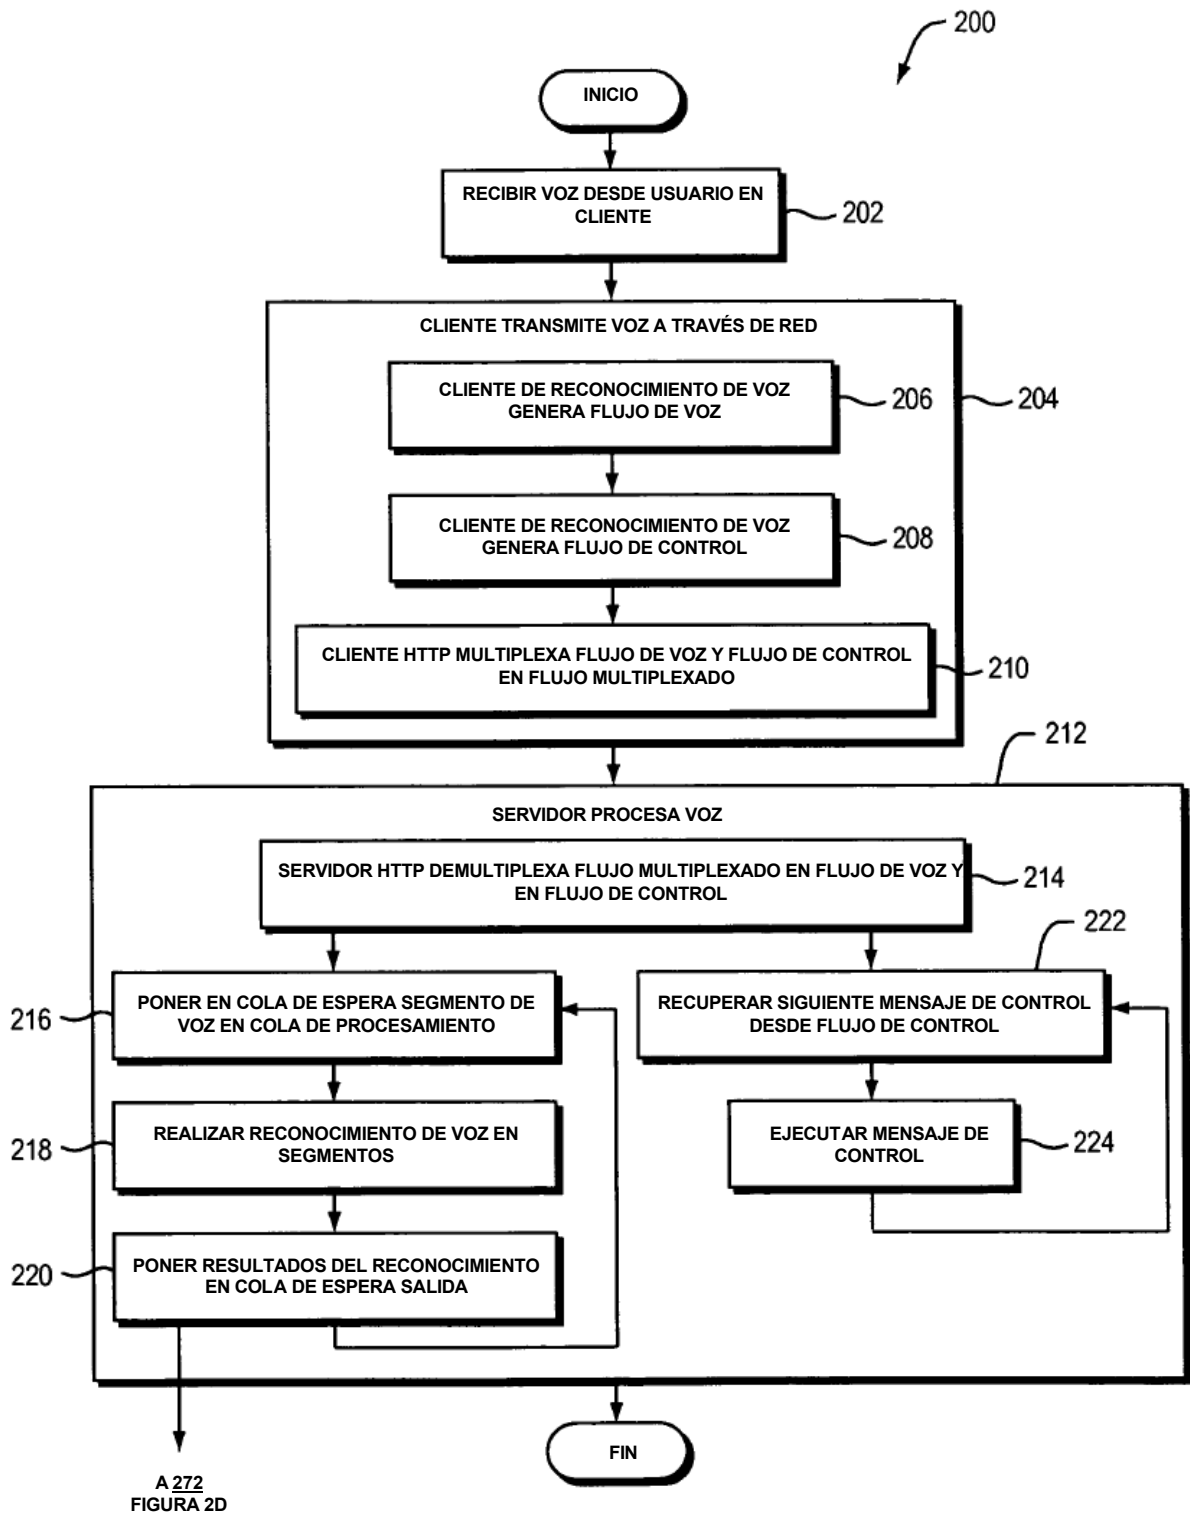 200
INICIO
RECIBIR VOZ DESDE USUARIO EN
CLIENTE
202
CLIENTE TRANSMITE VOZ A TRAVÉS DE RED
CLIENTE DE RECONOCIMIENTO DE VOZ
GENERA FLUJO DE VOZ
206
204
CLIENTE DE RECONOCIMIENTO DE VOZ
GENERA FLUJO DE CONTROL
208
CLIENTE HTTP MULTIPLEXA FLUJO DE VOZ Y FLUJO DE CONTROL
EN FLUJO MULTIPLEXADO
210
212
SERVIDOR PROCESA VOZ
SERVIDOR HTTP DEMULTIPLEXA FLUJO MULTIPLEXADO EN FLUJO DE VOZ Y
EN FLUJO DE CONTROL
214
222
216
PONER EN COLA DE ESPERA SEGMENTO DE
VOZ EN COLA DE PROCESAMIENTO
RECUPERAR SIGUIENTE MENSAJE DE CONTROL
DESDE FLUJO DE CONTROL
218
REALIZAR RECONOCIMIENTO DE VOZ EN
SEGMENTOS
EJECUTAR MENSAJE DE
CONTROL
224
220
PONER RESULTADOS DEL RECONOCIMIENTO
EN COLA DE ESPERA SALIDA
FIN
A 272
FIGURA 2D